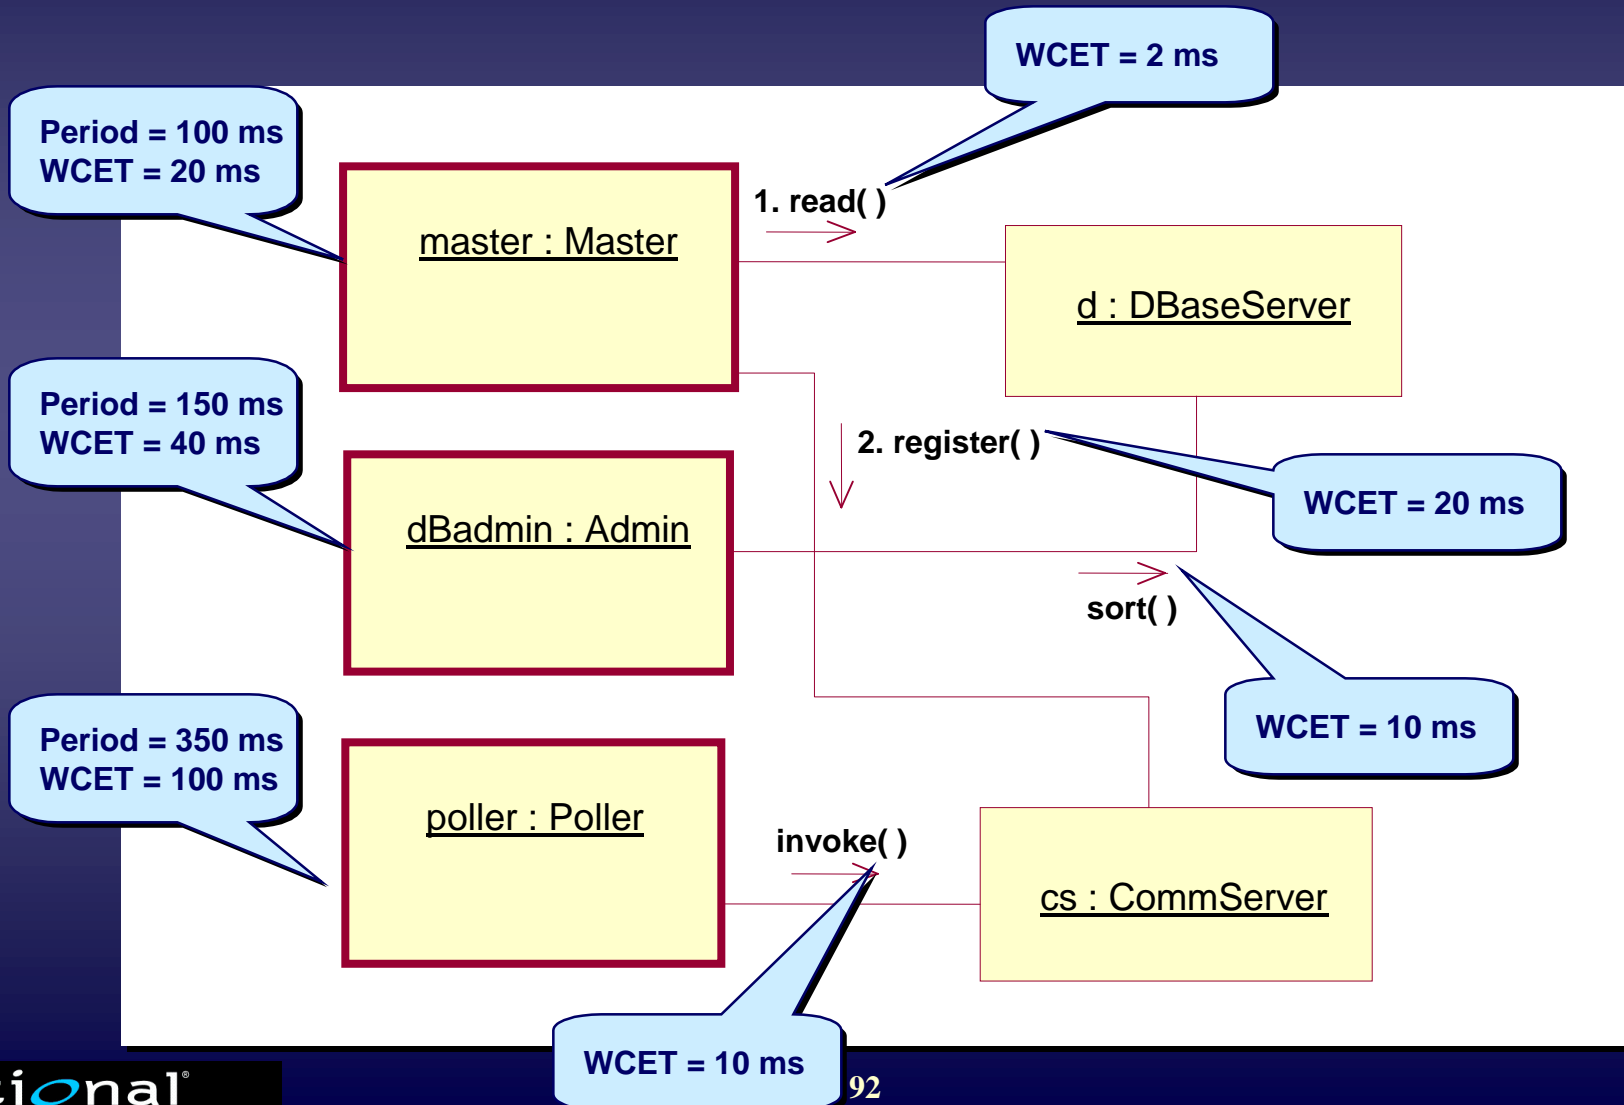 WCET = 2 ms
Period = 100 ms
WCET = 20 ms
1. read( )
master : Master
d : DBaseServer
Period = 150 ms
WCET = 40 ms
2. register( )
WCET = 20 ms
dBadmin : Admin
sort( )
WCET = 10 ms
Period = 350 ms
WCET = 100 ms
poller : Poller
invoke( )
cs : CommServer
WCET = 10 ms
92
tional®